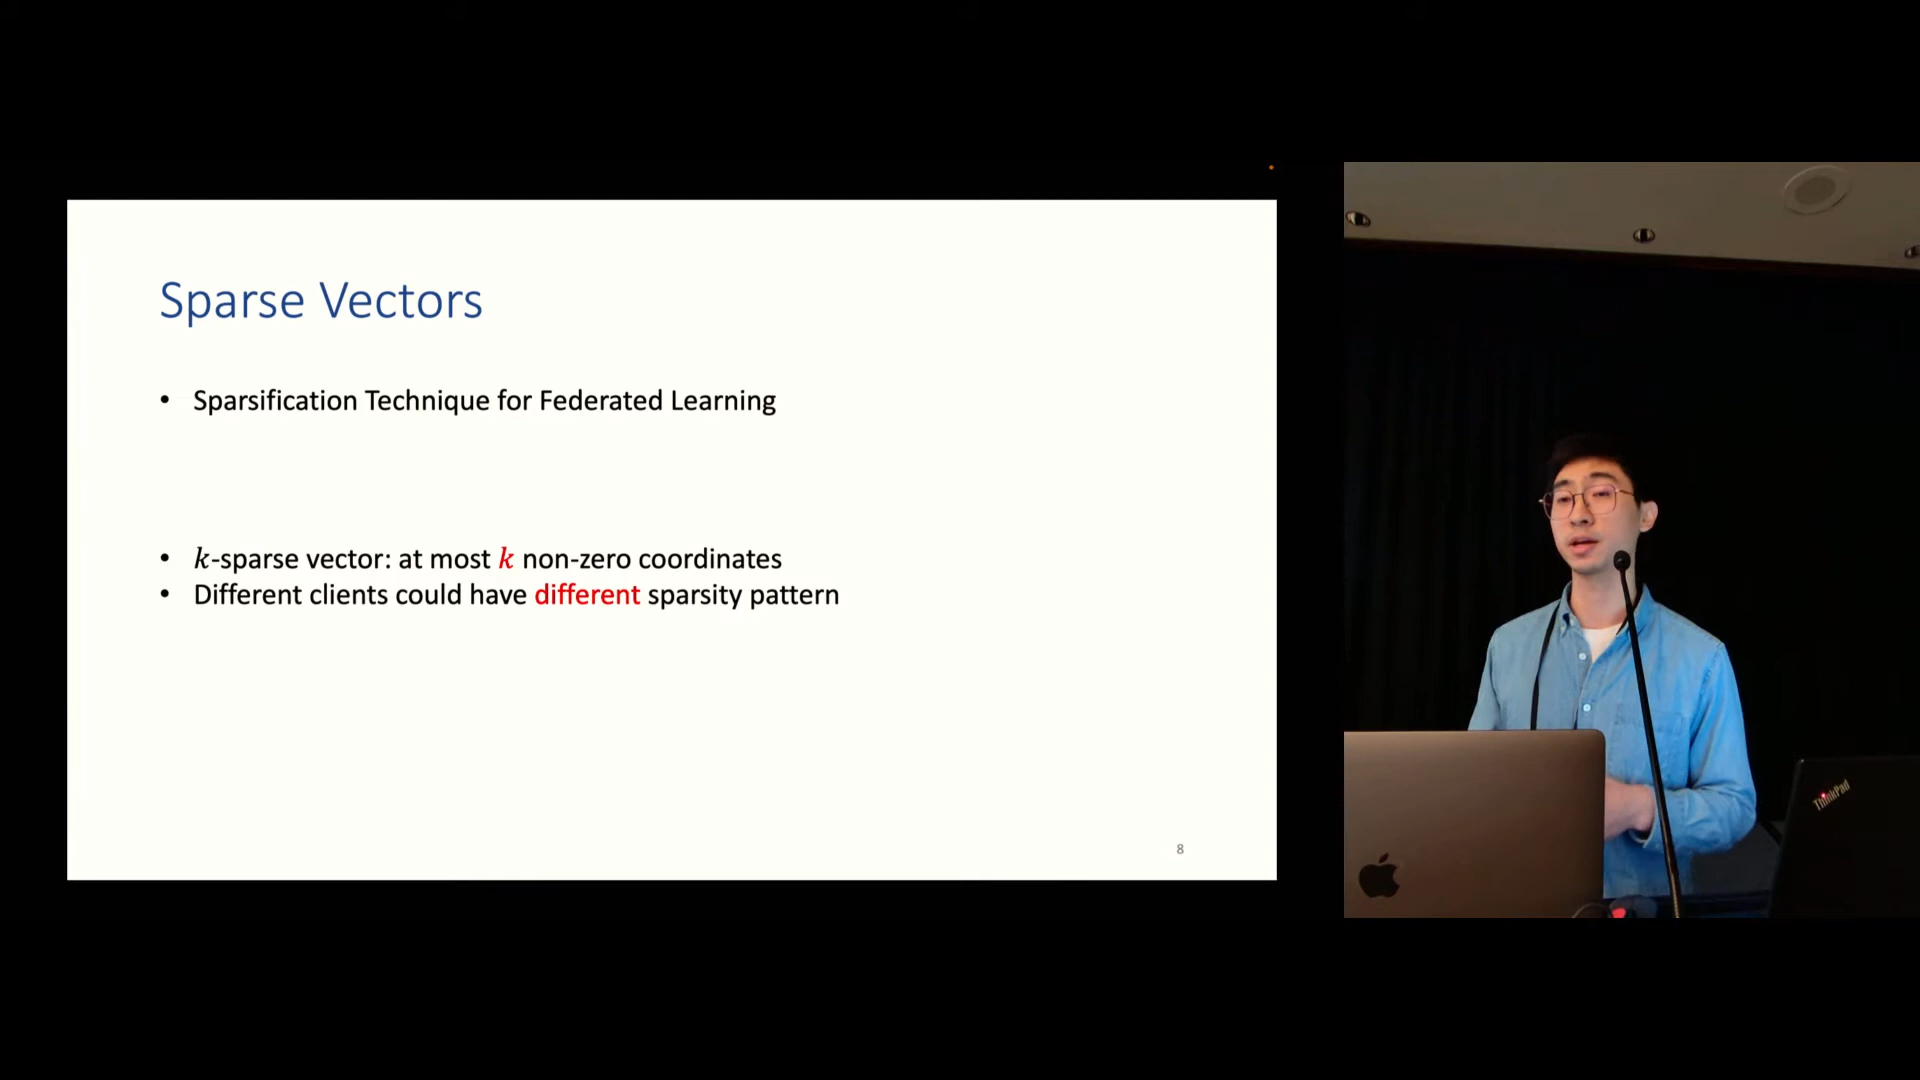 Sparse Vectors
• Sparsification Technique for Federated Learning
• k-sparse vector: at most k non-zero coordinates
• Different clients could have different sparsity pattern
8
ThinkPad